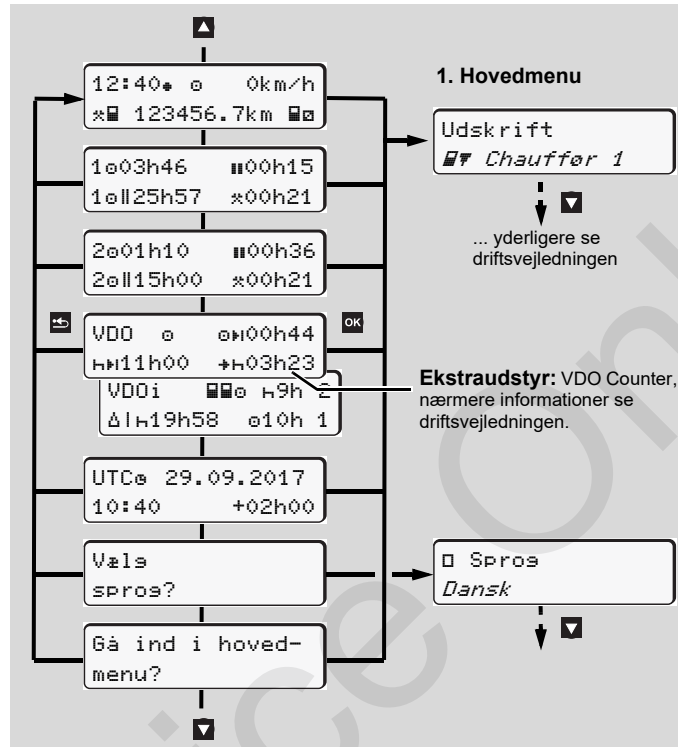 12:40 0km/h
123456.7km
1 03h46 00h15
1 25h57 00h21
2 01h10 00h36
2 15h00 00h21
VDO 00h44
11h00 03h23
VDOi 9h 2
19h58 10h 1
UTC 29.09.2017
10:40 +02h00
Vælg
sprog?
Gå ind i hoved-
menu?
OK
1. Hovedmenu
Udskrift
Chauffør 1
... yderligere se
driftsvejledningen
Ekstraudstyr: VDO Counter,
nærmere informationer se
driftsvejledningen.
Sprog
Dansk